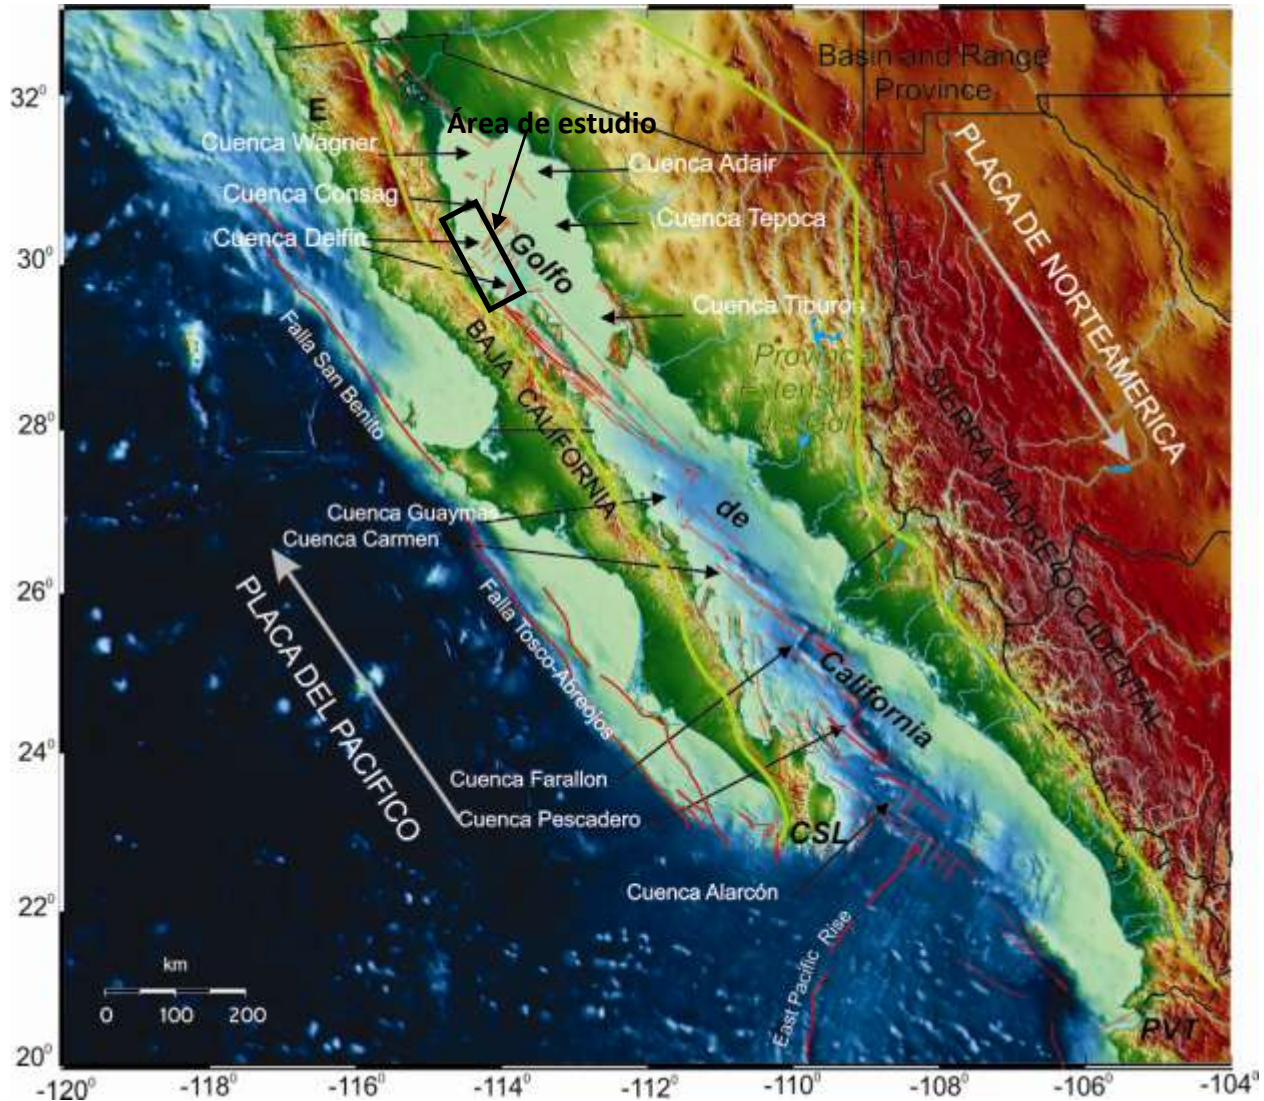 Basin and Range
Province
32°
E
Área de estudio
Cuenca Wagner
Cuenca Adair
PLACA DE NORTEAMERICA
Cuenca Consag
Cuenca Tepoca
30°
Cuenca Delfín
Golfo
Cuenca Tiburon
Falla San Benito
BAJA CALIFORNIA
Provincia
SIERRA MADRE OCCIDENTAL
28°
de
Cuenca Guaymas
Cuenca Carmen
26°
PLACA DEL PACIFICO
Falla Tosco-Abreojos
California
24°
Cuenca Farallon
Cuenca Pescadero
CSL
Cuenca Alarcón
22°
East Pacific Rise
km
0 100 200
PVT
20°
-120° -118° -116° -114° -112° -110° -108° -106° -104°